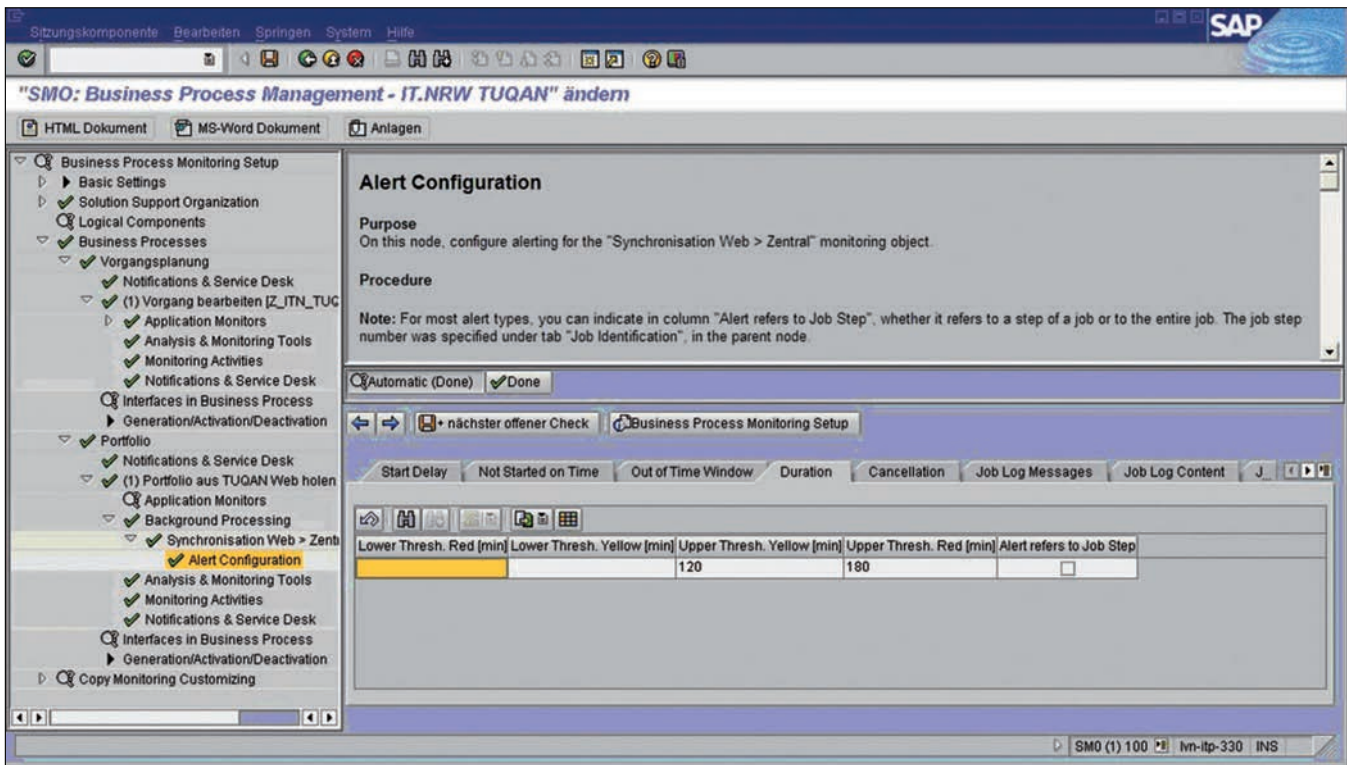 Sitzungskomponente Bearbeiten Springen System Hilfe
SAP
"SMO: Business Process Management - IT.NRW TUQAN" ändern
HTML Dokument MS-Word Dokument Anlagen
Business Process Monitoring Setup
Basic Settings
Solution Support Organization
Logical Components
Business Processes
Vorgangsplanung
Notifications & Service Desk
(1) Vorgang bearbeiten [Z_ITN_TUQ
Application Monitors
Analysis & Monitoring Tools
Monitoring Activities
Notifications & Service Desk
Interfaces in Business Process
Generation/Activation/Deactivation
Portfolio
Notifications & Service Desk
(1) Portfolio aus TUQAN Web holen
Application Monitors
Background Processing
Synchronisation Web > Zentr
Alert Configuration
Analysis & Monitoring Tools
Monitoring Activities
Notifications & Service Desk
Interfaces in Business Process
Generation/Activation/Deactivation
Copy Monitoring Customizing
Alert Configuration
Purpose
On this node, configure alerting for the "Synchronisation Web > Zentral" monitoring object.
Procedure
Note: For most alert types, you can indicate in column "Alert refers to Job Step", whether it refers to a step of a job or to the entire job. The job step
number was specified under tab "Job Identification", in the parent node.
Automatic (Done) Done
+ nächster offener Check Business Process Monitoring Setup
Start Delay Not Started on Time Out of Time Window Duration Cancellation Job Log Messages Job Log Content J_
Lower Thresh. Red [min] Lower Thresh. Yellow [min] Upper Thresh. Yellow [min] Upper Thresh. Red [min] Alert refers to Job Step
120 180
SM0 (1) 100 lvn-itp-330 INS